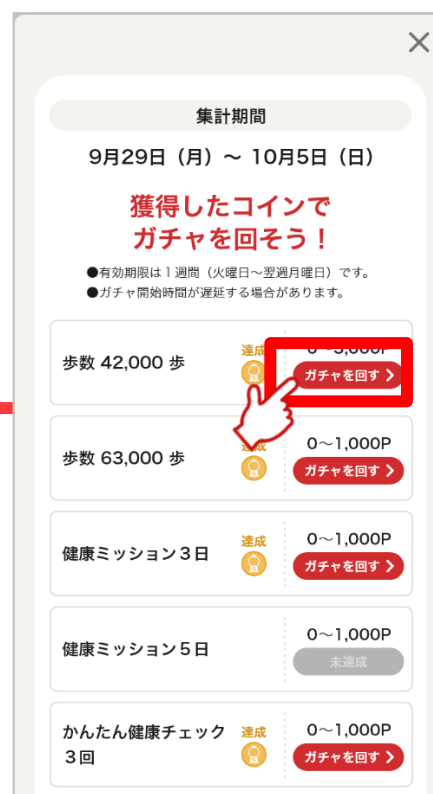 集計期間
9月29日（月）～ 10月5日（日）
獲得したコインで
ガチャを回そう！
●有効期限は１週間（火曜日～翌週月曜日）です。
●ガチャ開始時間が遅延する場合があります。
歩数 42,000 歩
達成
0～3,000P
ガチャを回す
歩数 63,000 歩
達成
0～1,000P
ガチャを回す
健康ミッション３日
達成
0～1,000P
ガチャを回す
健康ミッション５日
0～1,000P
未達成
かんたん健康チェック
３回
達成
0～1,000P
ガチャを回す